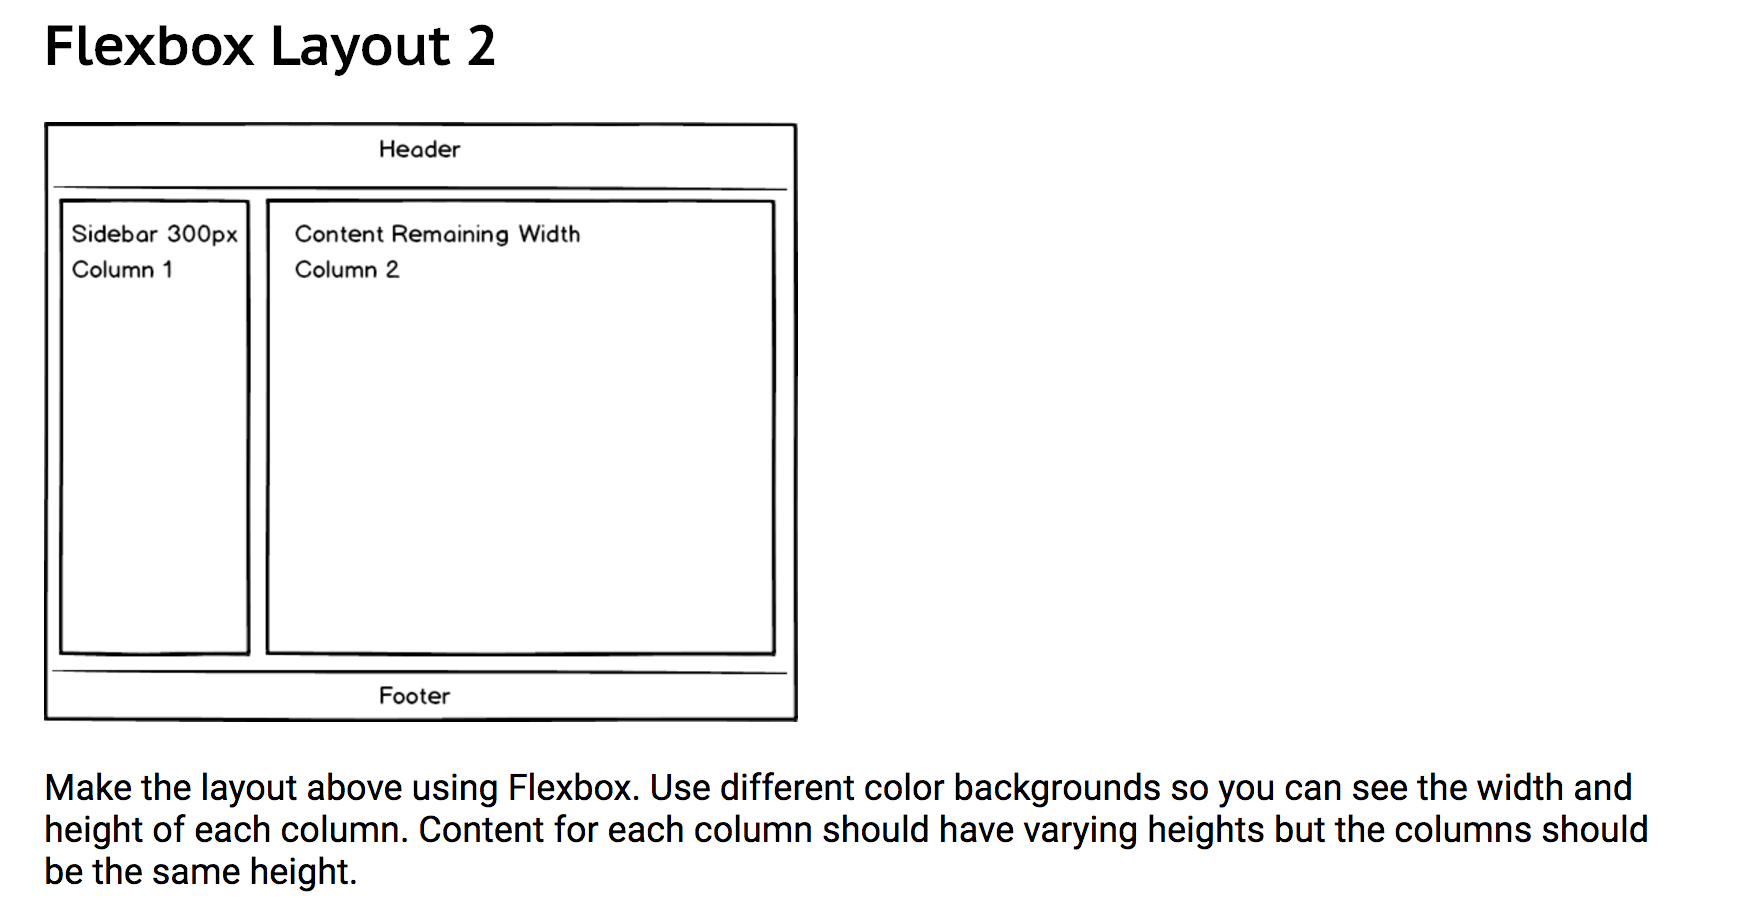 Flexbox Layout 2
Header
Sidebar 300px
Column 1
Content Remaining Width
Column 2
Footer
Make the layout above using Flexbox. Use different color backgrounds so you can see the width and
height of each column. Content for each column should have varying heights but the columns should
be the same height.